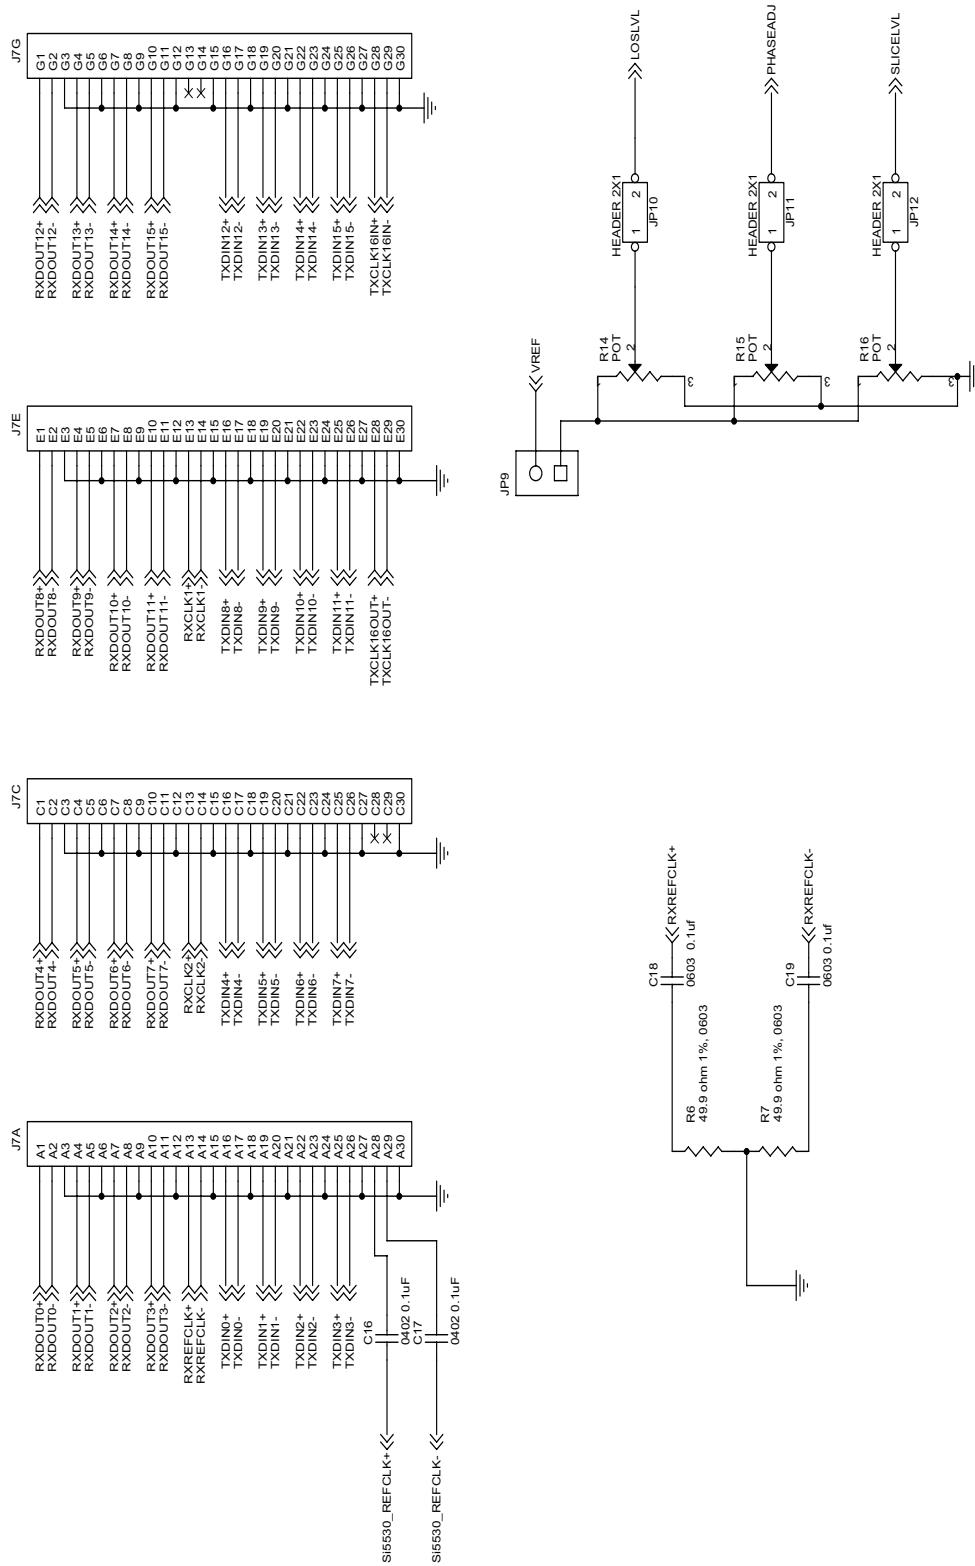 J7A
A1
A2
A3
A4
A5
A6
A7
A8
A9
A10
A11
A12
A13
A14
A15
A16
A17
A18
A19
A20
A21
A22
A23
A24
A25
A26
A27
A28
A29
A30
RXDOUT0+
RXDOUT0-
RXDOUT1+
RXDOUT1-
RXDOUT2+
RXDOUT2-
RXDOUT3+
RXDOUT3-
RXREFCLK+
RXREFCLK-
TXDIN0+
TXDIN0-
TXDIN1+
TXDIN1-
TXDIN2+
TXDIN2-
TXDIN3+
TXDIN3-
C16
0402 0.1uF
C17
0402 0.1uF
Si5530_REFCLK+
Si5530_REFCLK-
J7C
C1
C2
C3
C4
C5
C6
C7
C8
C9
C10
C11
C12
C13
C14
C15
C16
C17
C18
C19
C20
C21
C22
C23
C24
C25
C26
C27
C28
C29
C30
RXDOUT4+
RXDOUT4-
RXDOUT5+
RXDOUT5-
RXDOUT6+
RXDOUT6-
RXDOUT7+
RXDOUT7-
RXCLK2+
RXCLK2-
TXDIN4+
TXDIN4-
TXDIN5+
TXDIN5-
TXDIN6+
TXDIN6-
TXDIN7+
TXDIN7-
J7E
E1
E2
E3
E4
E5
E6
E7
E8
E9
E10
E11
E12
E13
E14
E15
E16
E17
E18
E19
E20
E21
E22
E23
E24
E25
E26
E27
E28
E29
E30
RXDOUT8+
RXDOUT8-
RXDOUT9+
RXDOUT9-
RXDOUT10+
RXDOUT10-
RXDOUT11+
RXDOUT11-
RXCLK1+
RXCLK1-
TXDIN8+
TXDIN8-
TXDIN9+
TXDIN9-
TXDIN10+
TXDIN10-
TXDIN11+
TXDIN11-
TXCLK16OUT+
TXCLK16OUT-
J7G
G1
G2
G3
G4
G5
G6
G7
G8
G9
G10
G11
G12
G13
G14
G15
G16
G17
G18
G19
G20
G21
G22
G23
G24
G25
G26
G27
G28
G29
G30
RXDOUT12+
RXDOUT12-
RXDOUT13+
RXDOUT13-
RXDOUT14+
RXDOUT14-
RXDOUT15+
RXDOUT15-
TXDIN12+
TXDIN12-
TXDIN13+
TXDIN13-
TXDIN14+
TXDIN14-
TXDIN15+
TXDIN15-
TXCLK16IN+
TXCLK16IN-
R6
49.9 ohm 1%, 0603
R7
49.9 ohm 1%, 0603
C18
0603 0.1uf
RXREFCLK+
C19
0603 0.1uf
RXREFCLK-
JP9
VREF
R14
POT
1
2
3
HEADER 2X1
1 2
JP10
LOSLVL
R15
POT
1
2
3
HEADER 2X1
1 2
JP11
PHASEADJ
R16
POT
1
2
3
HEADER 2X1
1 2
JP12
SLICELVL